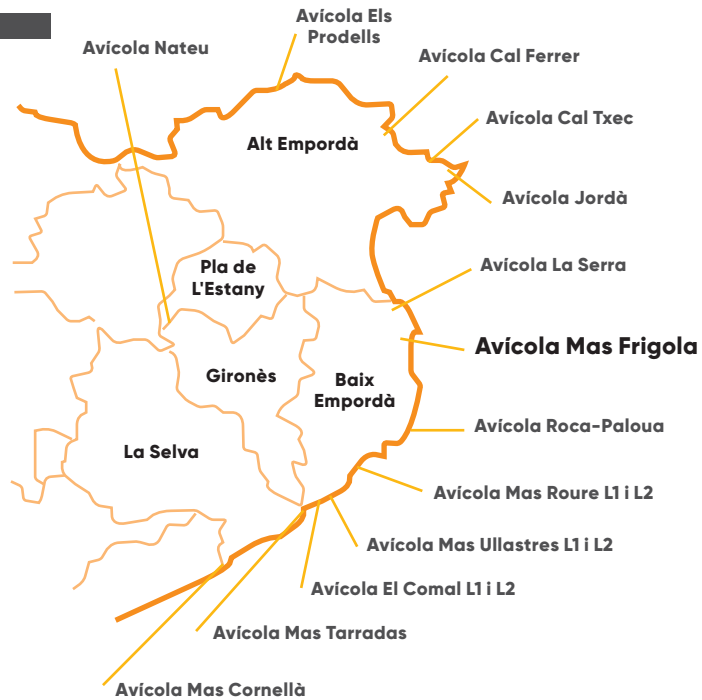 Avícola Els
Prodells
Avícola Nateu
Avícola Cal Ferrer
Avícola Cal Txec
Alt Empordà
Avícola Jordà
Avícola La Serra
Pla de
L'Estany
Avícola Mas Frigola
Gironès
Baix
Empordà
Avícola Roca-Paloua
La Selva
Avícola Mas Roure L1 i L2
Avícola Mas Ullastres L1 i L2
Avícola El Comal L1 i L2
Avícola Mas Tarradas
Avícola Mas Cornellà